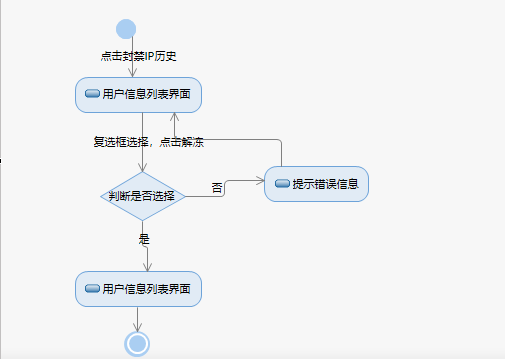 点击封禁IP历史
用户信息列表界面
复选框选择，点击解冻
判断是否选择
否
提示错误信息
是
用户信息列表界面